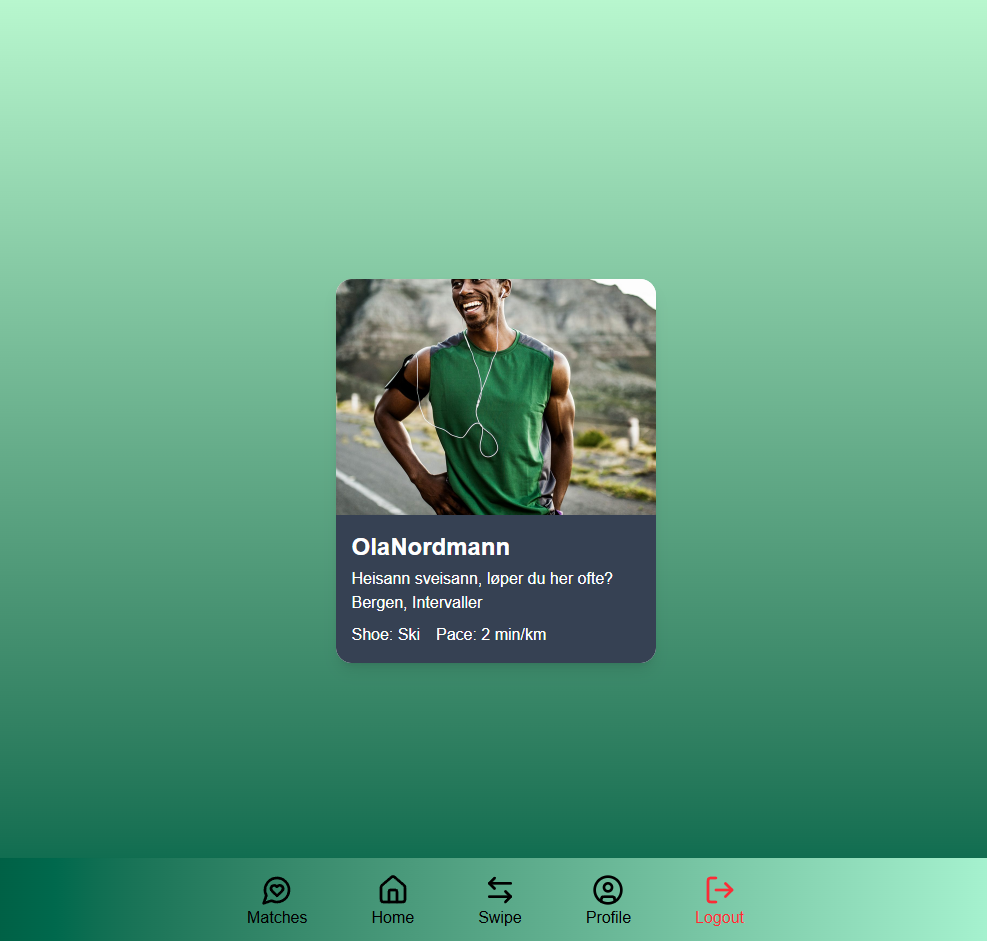 OlaNordmann
Heisann sveisann, løper du her ofte?
Bergen, Intervaller
Shoe: Ski Pace: 2 min/km
Matches Home Swipe Profile Logout